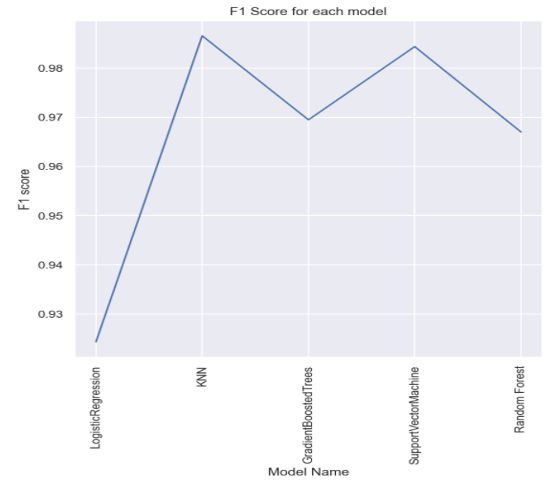 F1 Score for each model
F1 score
0.98
0.97
0.96
0.95
0.94
0.93
LogisticRegression
KNN
GradientBoostedTrees
SupportVectorMachine
Random Forest
Model Name